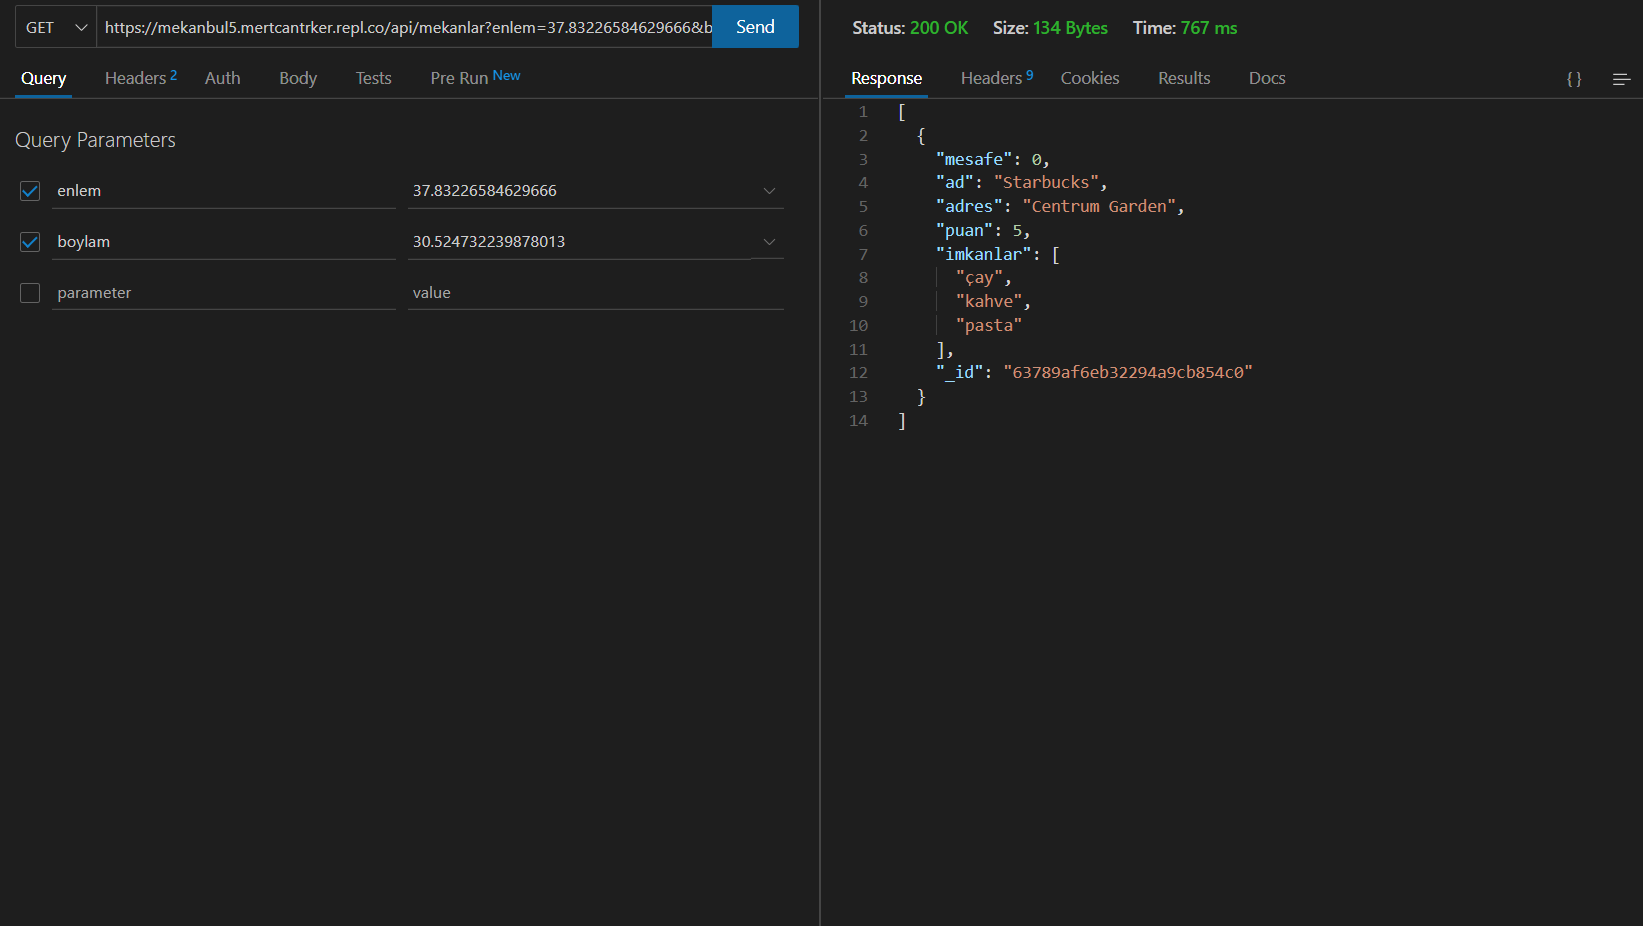 GET https://mekanbul5.mertcantrker.repl.co/api/mekanlar?enlem=37.83226584629666&b Send
Query Headers 2 Auth Body Tests Pre Run New
Query Parameters
enlem 37.83226584629666
boylam 30.524732239878013
parameter value
Status: 200 OK Size: 134 Bytes Time: 767 ms
Response Headers 9 Cookies Results Docs {}
1 [
2 {
3 "mesafe": 0,
4 "ad": "Starbucks",
5 "adres": "Centrum Garden",
6 "puan": 5,
7 "imkanlar": [
8 "çay",
9 "kahve",
10 "pasta"
11 ],
12 "_id": "63789af6eb32294a9cb854c0"
13 }
14 ]